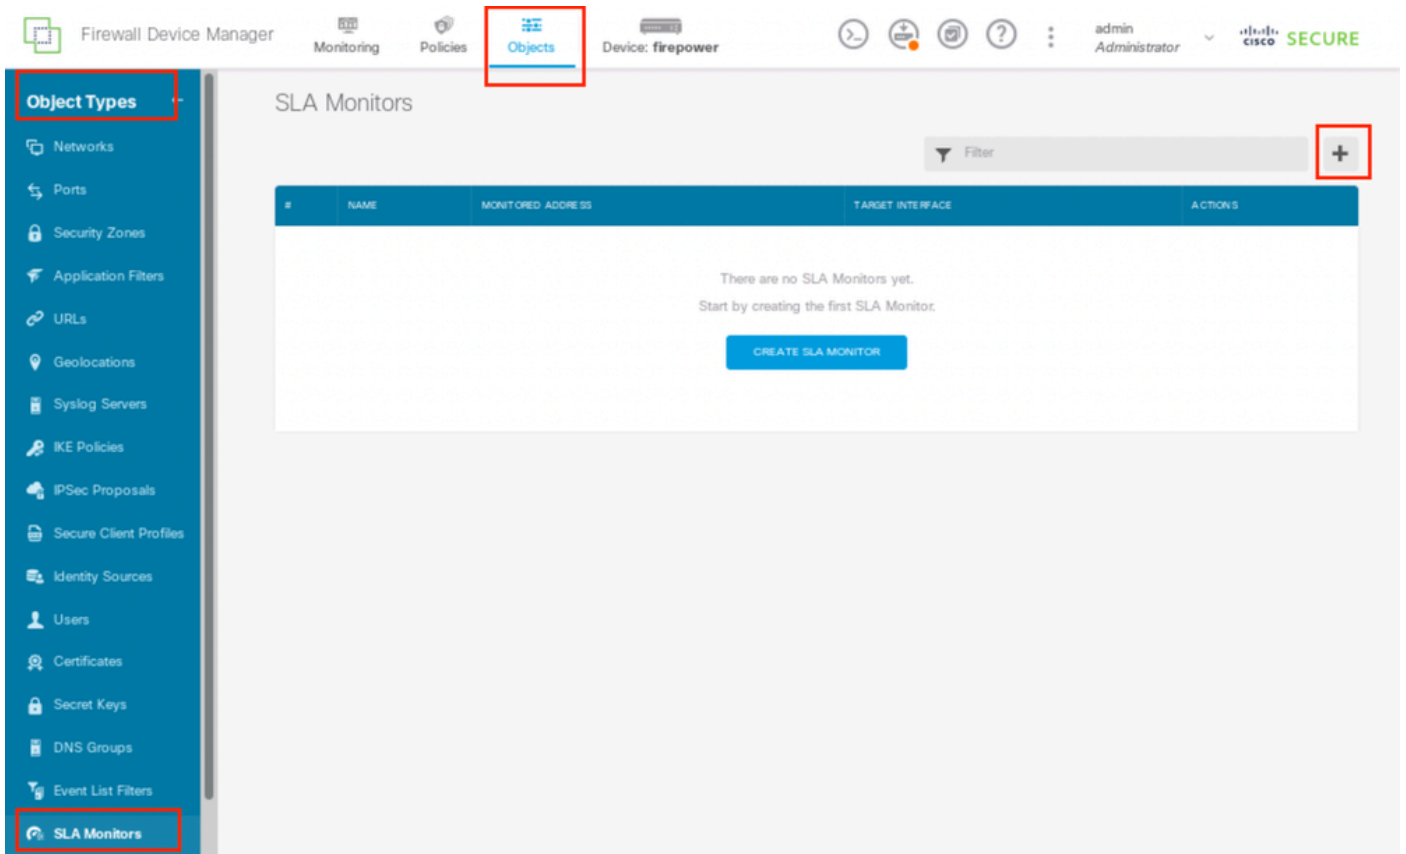 Firewall Device Manager
Monitoring
Policies
Objects
Device: firepower
admin
Administrator
CISCO SECURE
Object Types
Networks
Ports
Security Zones
Application Filters
URLs
Geolocations
Syslog Servers
IKE Policies
IPSec Proposals
Secure Client Profiles
Identity Sources
Users
Certificates
Secret Keys
DNS Groups
Event List Filters
SLA Monitors
SLA Monitors
Filter
# NAME MONITORED ADDRESS TARGET INTERFACE ACTIONS
There are no SLA Monitors yet.
Start by creating the first SLA Monitor.
CREATE SLA MONITOR